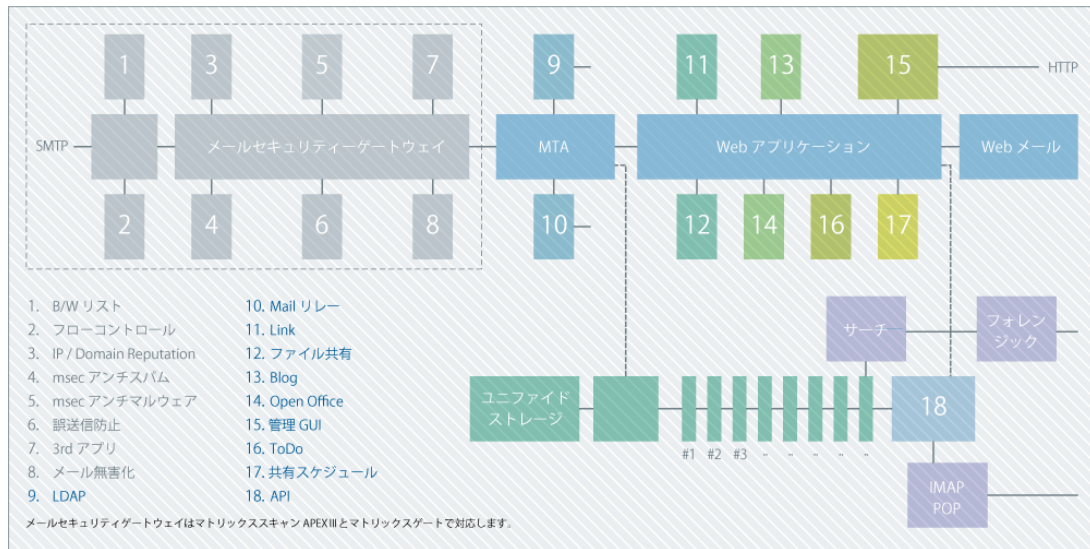 1
3
5
7
9
11
13
15
HTTP
SMTP
メールセキュリティーゲートウェイ
MTA
Web アプリケーション
Web メール
2
4
6
8
10
12
14
16
17
1. B/W リスト
2. フローコントロール
3. IP / Domain Reputation
4. msec アンチスパム
5. msec アンチマルウェア
6. 誤送信防止
7. 3rd アプリ
8. メール無害化
9. LDAP
10. Mail リレー
11. Link
12. ファイル共有
13. Blog
14. Open Office
15. 管理 GUI
16. ToDo
17. 共有スケジュール
18. API
サーチ
フォレン
ジック
ユニファイド
ストレージ
18
#1 #2 #3 .. .. .. .. ..
IMAP
POP
メールセキュリティゲートウェイはマトリックススキャン APEXⅢとマトリックスゲートで対応します。